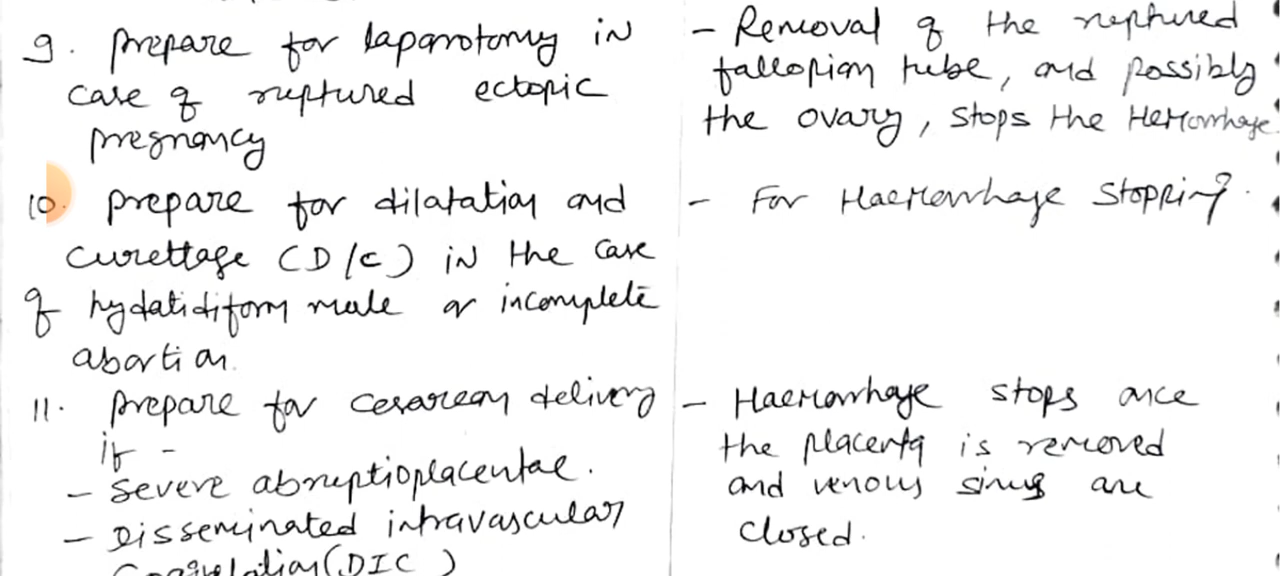 9. prepare for laparotomy in
case of ruptured ectopic
pregnancy
- Removal of the ruptured
fallopian tube, and possibly
the ovary, stops the Hemorrhage
10. prepare for dilatation and
curettage (D/C) in the case
of hydatidiform mole or incomplete
abortion.
- For Haemorrhage stopping.
11. prepare for cesarean delivery
if -
- severe abruptioplacentae.
- Disseminated intravascular
Coagulation (DIC)
- Haemorrhage stops once
the placenta is removed
and venous sinus are
closed.